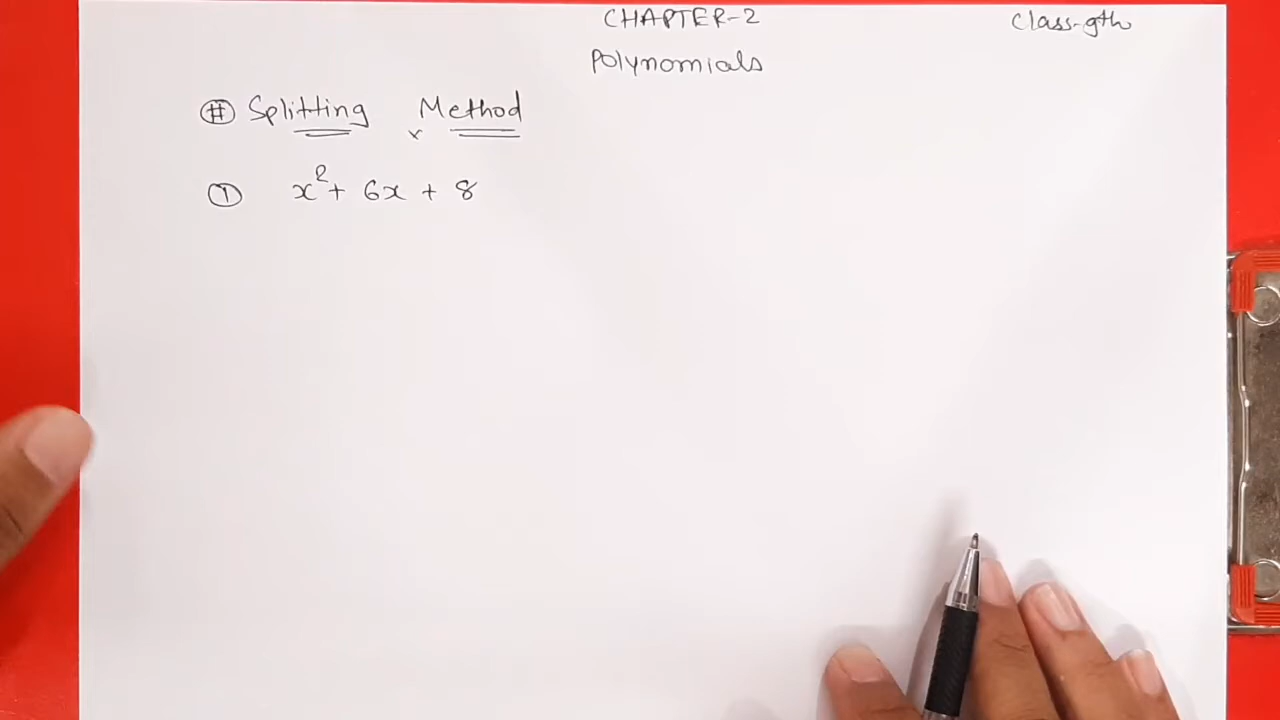 CHAPTER-2
Class-9th
Polynomials
# Splitting Method
① x² + 6x + 8